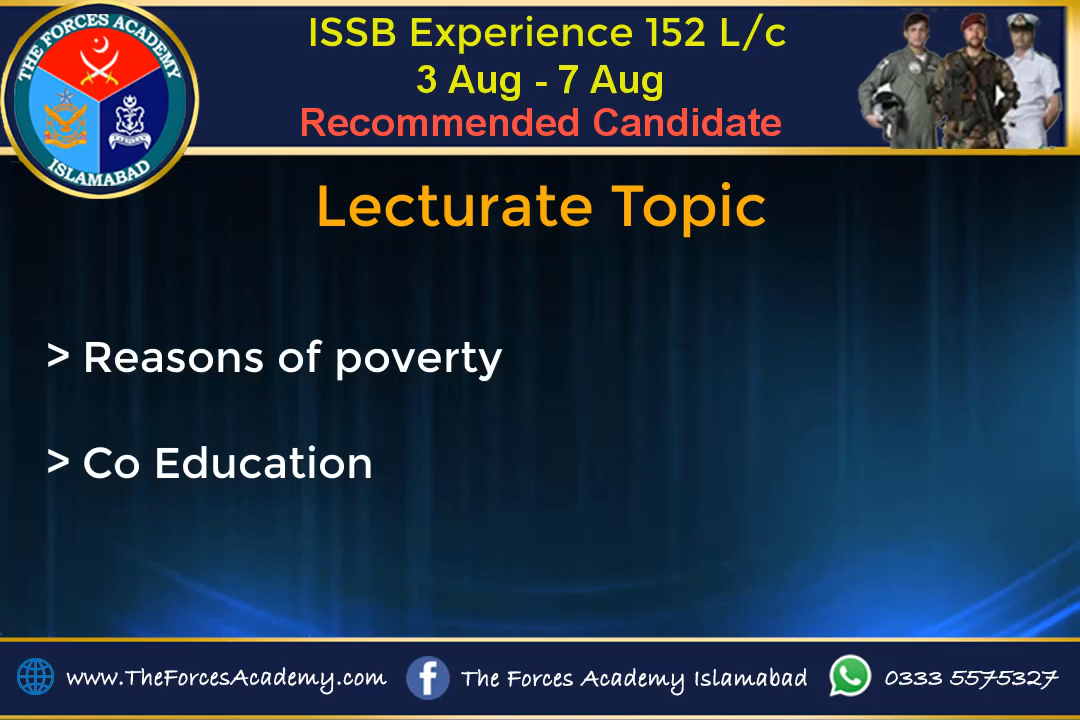 THE FORCES ACADEMY
ISLAMABAD
ISSB Experience 152 L/c
3 Aug - 7 Aug
Recommended Candidate
Lecturate Topic
> Reasons of poverty
> Co Education
www.TheForcesAcademy.com
The Forces Academy Islamabad
0333 5575327